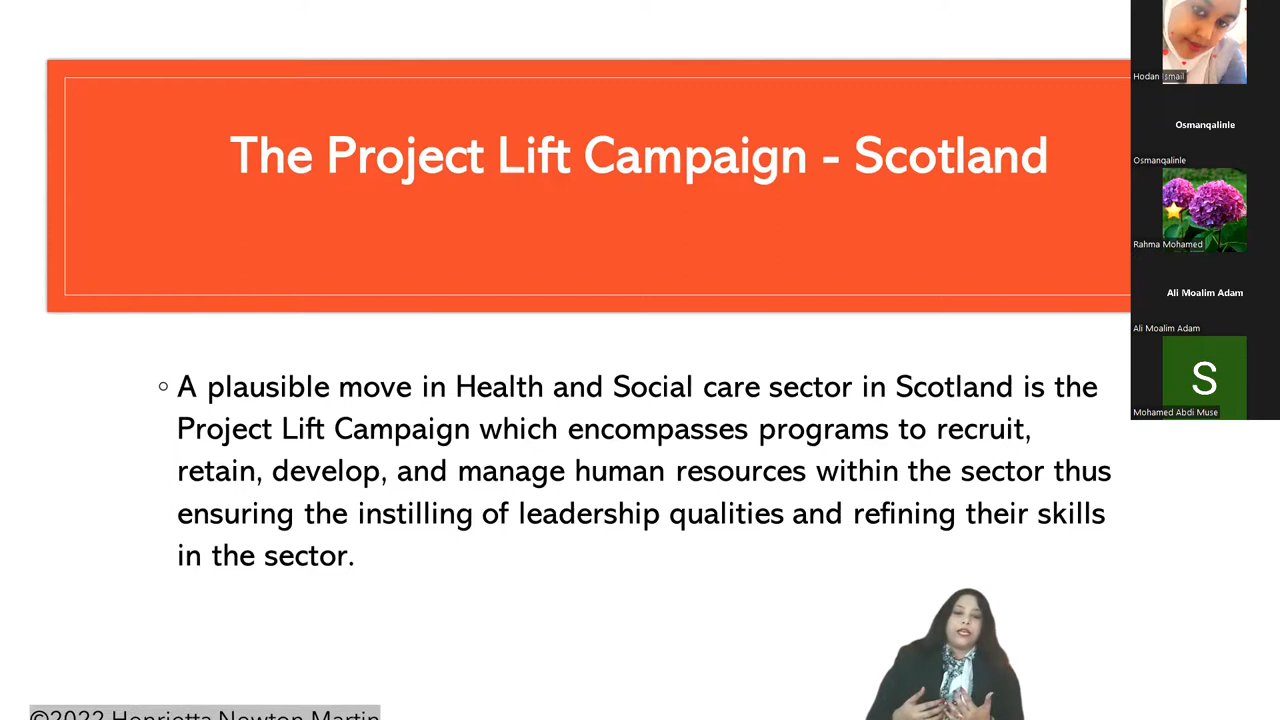 The Project Lift Campaign - Scotland
◦ A plausible move in Health and Social care sector in Scotland is the
Project Lift Campaign which encompasses programs to recruit,
retain, develop, and manage human resources within the sector thus
ensuring the instilling of leadership qualities and refining their skills
in the sector.
©2022 Henrietta Newton Martin
Hodan Ismail
Osmanqalinle
Osmanqalinle
Rahma Mohamed
Ali Moalim Adam
Ali Moalim Adam
S
Mohamed Abdi Muse